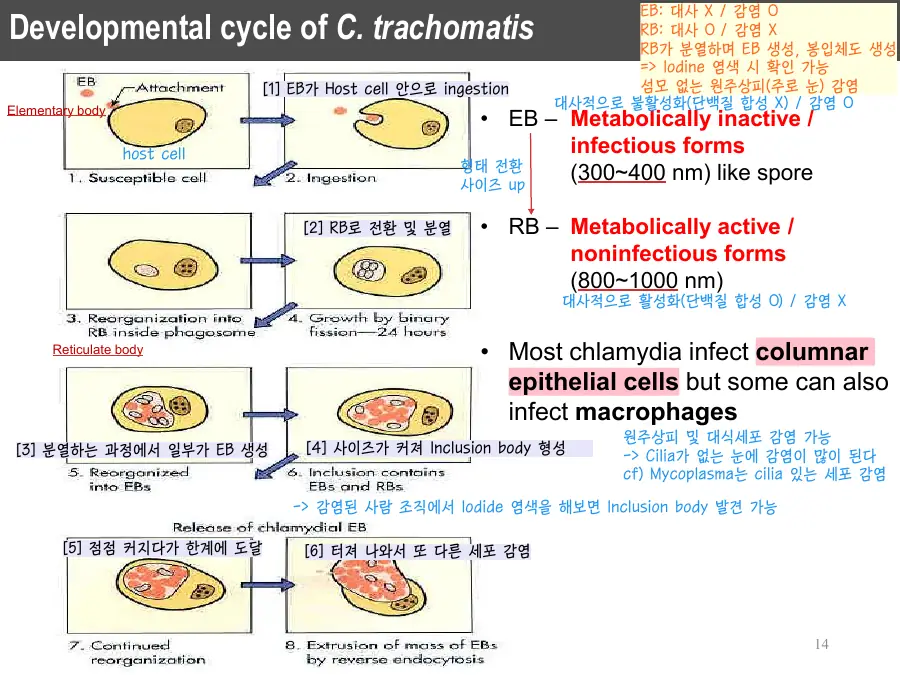 Developmental cycle of C. trachomatis
EB: 대사 X / 감염 O
RB: 대사 O / 감염 X
RB가 분열하며 EB 생성, 봉입체도 생성
=> Iodine 염색 시 확인 가능
섬모 없는 원주상피(주로 눈) 감염
EB
Attachment
Elementary body
host cell
1. Susceptible cell
[1] EB가 Host cell 안으로 ingestion
2. Ingestion
대사적으로 불활성화(단백질 합성 X) / 감염 O
• EB – Metabolically inactive /
infectious forms
(300~400 nm) like spore
형태 전환
사이즈 up
[2] RB로 전환 및 분열
3. Reorganization into
RB inside phagosome
4. Growth by binary
fission—24 hours
Reticulate body
• RB – Metabolically active /
noninfectious forms
(800~1000 nm)
대사적으로 활성화(단백질 합성 O) / 감염 X
• Most chlamydia infect columnar
epithelial cells but some can also
infect macrophages
원주상피 및 대식세포 감염 가능
-> Cilia가 없는 눈에 감염이 많이 된다
cf) Mycoplasma는 cilia 있는 세포 감염
[3] 분열하는 과정에서 일부가 EB 생성
5. Reorganized
into EBs
[4] 사이즈가 커져 Inclusion body 형성
6. Inclusion contains
EBs and RBs
-> 감염된 사람 조직에서 Iodide 염색을 해보면 Inclusion body 발견 가능
Release of chlamydial EB
[5] 점점 커지다가 한계에 도달
[6] 터져 나와서 또 다른 세포 감염
7. Continued
reorganization
8. Extrusion of mass of EBs
by reverse endocytosis
14